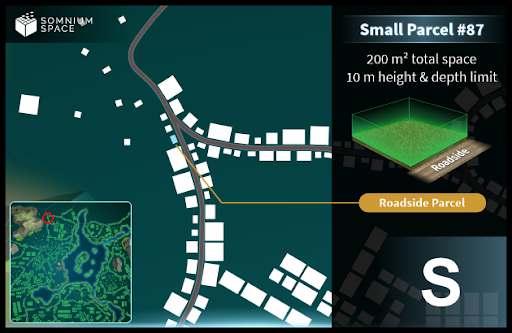 SOMNIUM
SPACE
Small Parcel #87
200 m² total space
10 m height & depth limit
Roadside
Roadside Parcel
S